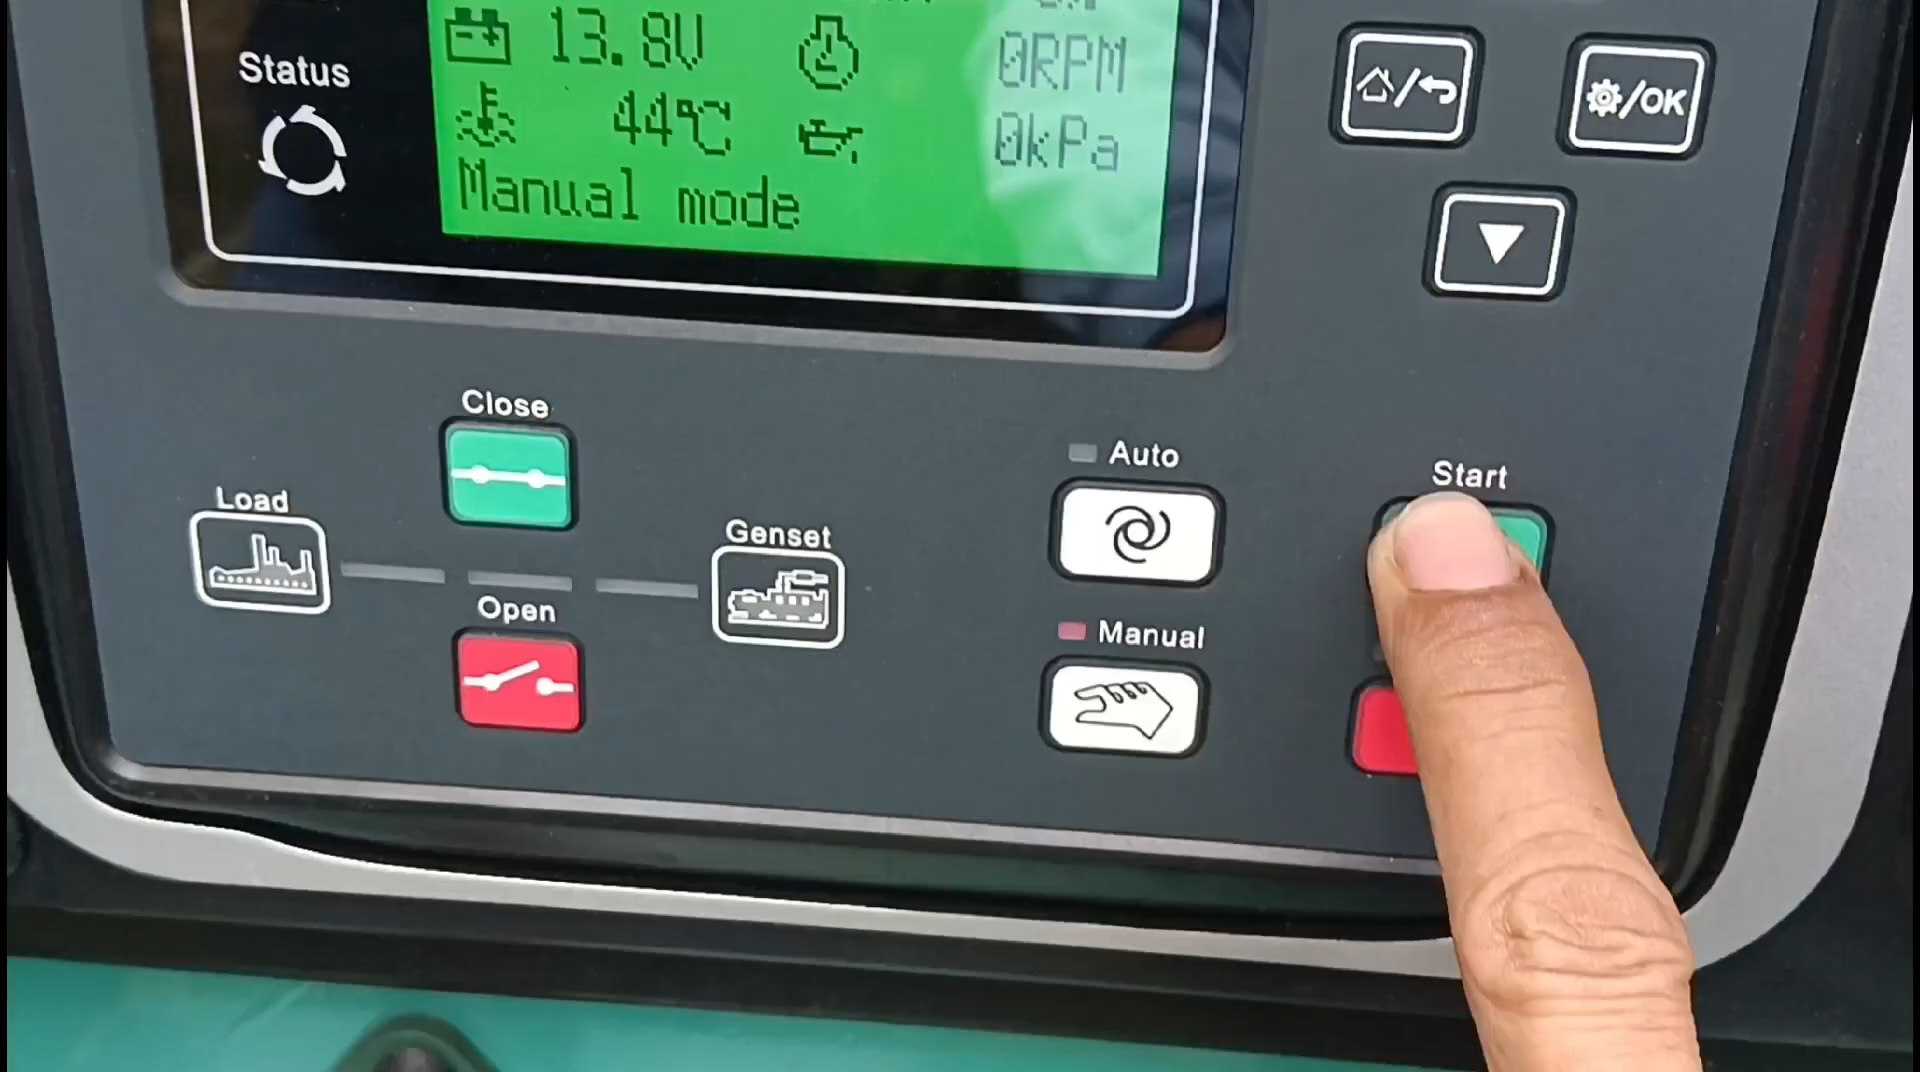 13.8V 0RPM
Status
44℃ 0kPa
Manual mode
/OK
Close
Auto
Start
Load
Genset
Open
Manual